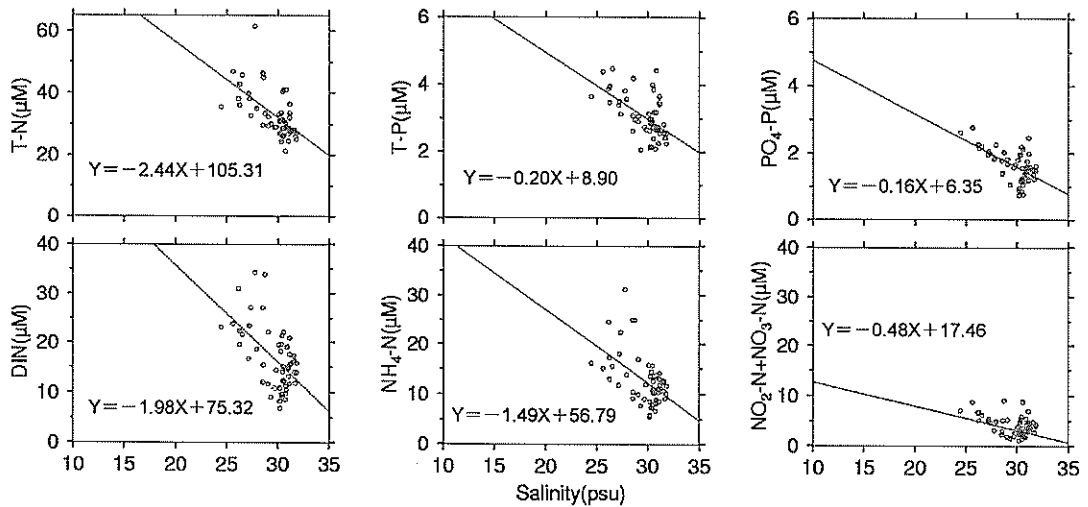 T-N(μM)
60
40
20
0
Y=−2.44X+105.31
T-P(μM)
6
4
2
0
Y=−0.20X+8.90
PO4-P(μM)
6
4
2
0
Y=−0.16X+6.35
DIN(μM)
40
30
20
10
0
Y=−1.98X+75.32
10 15 20 25 30 35
NH4-N(μM)
40
30
20
10
0
Y=−1.49X+56.79
10 15 20 25 30 35
NO2-N+NO3-N(μM)
40
30
20
10
0
Y=−0.48X+17.46
10 15 20 25 30 35
Salinity(psu)